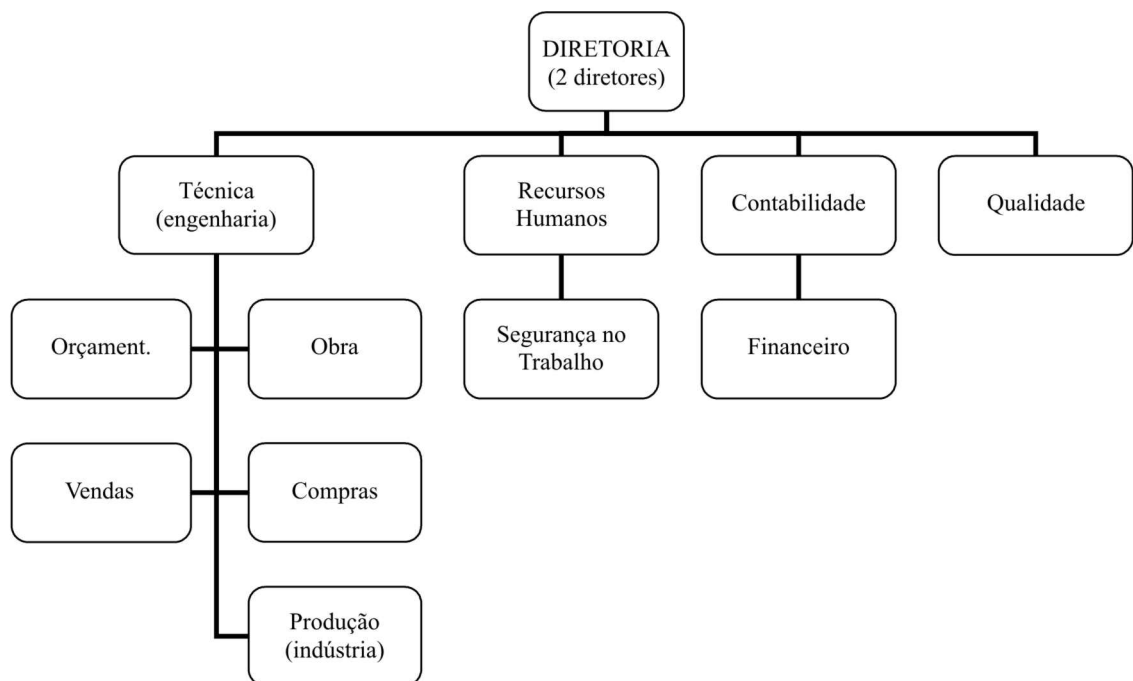 DIRETORIA
(2 diretores)
Técnica
(engenharia)
Recursos
Humanos
Contabilidade
Qualidade
Orçament.
Obra
Segurança no
Trabalho
Financeiro
Vendas
Compras
Produção
(indústria)